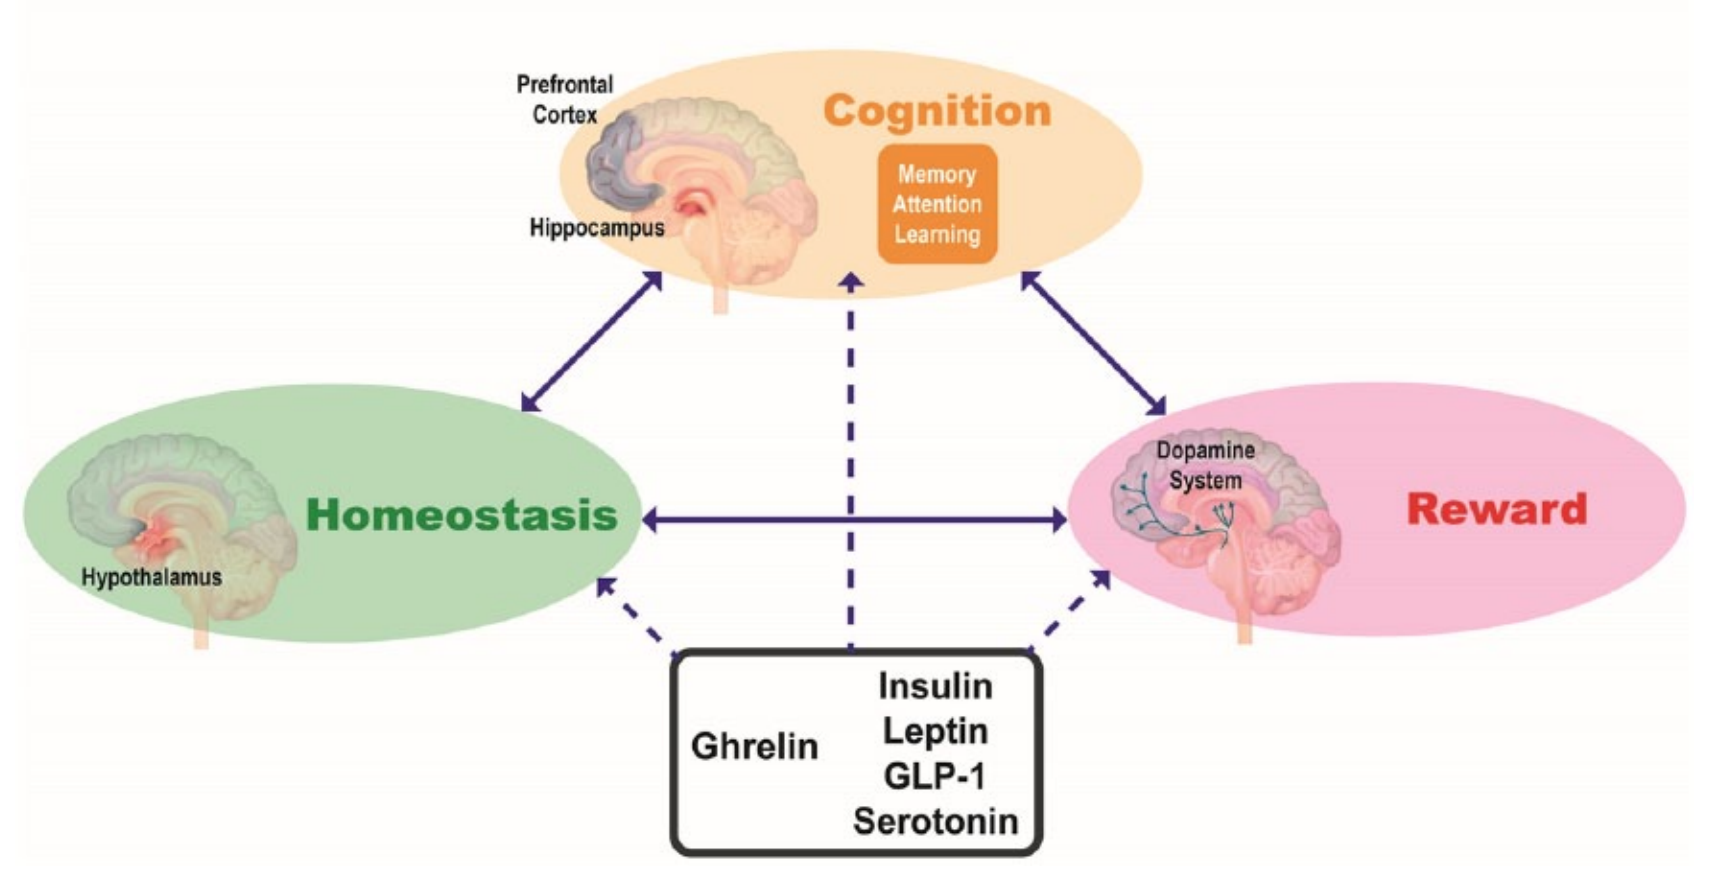 Prefrontal
Cortex
Cognition
Memory
Attention
Learning
Hippocampus
Homeostasis
Hypothalamus
Dopamine
System
Reward
Ghrelin
Insulin
Leptin
GLP-1
Serotonin